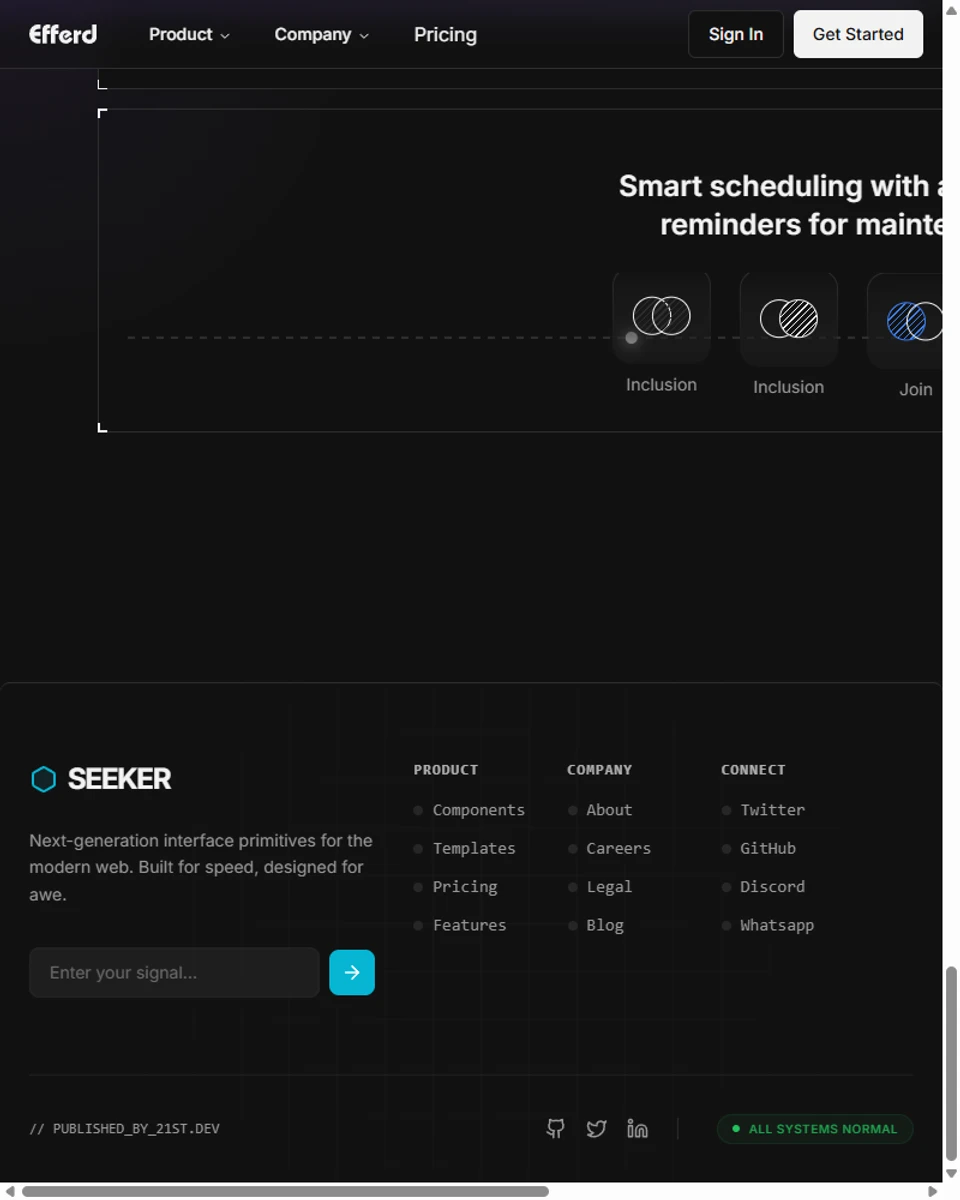 Efferd
Product
Company
Pricing
Sign In
Get Started
Smart scheduling with
reminders for mainte
Inclusion
Inclusion
Join
SEEKER
Next-generation interface primitives for the
modern web. Built for speed, designed for
awe.
Enter your signal...
PRODUCT
Components
Templates
Pricing
Features
COMPANY
About
Careers
Legal
Blog
CONNECT
Twitter
GitHub
Discord
Whatsapp
// PUBLISHED_BY_21ST.DEV
ALL SYSTEMS NORMAL